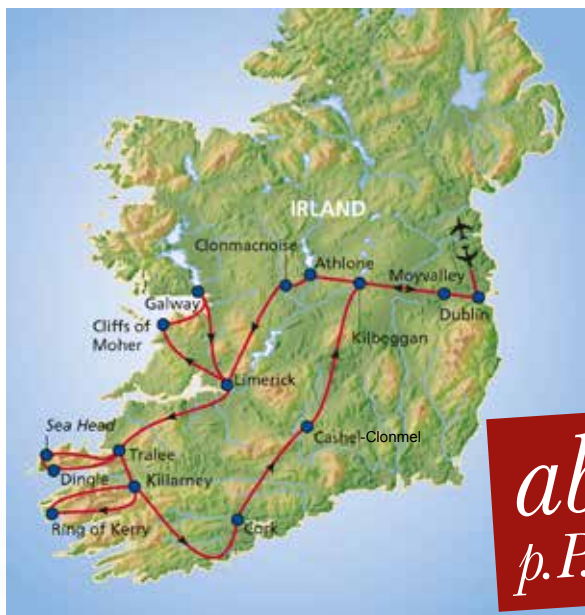 IRLAND
Clonmacnoise
Athlone
Moyvalley
Galway
Dublin
Cliffs of
Moher
Kilbeggan
Limerick
Sea Head
Cashel-Clonmel
Tralee
Dingle
Killarney
Ring of Kerry
Cork
ab
p.P.